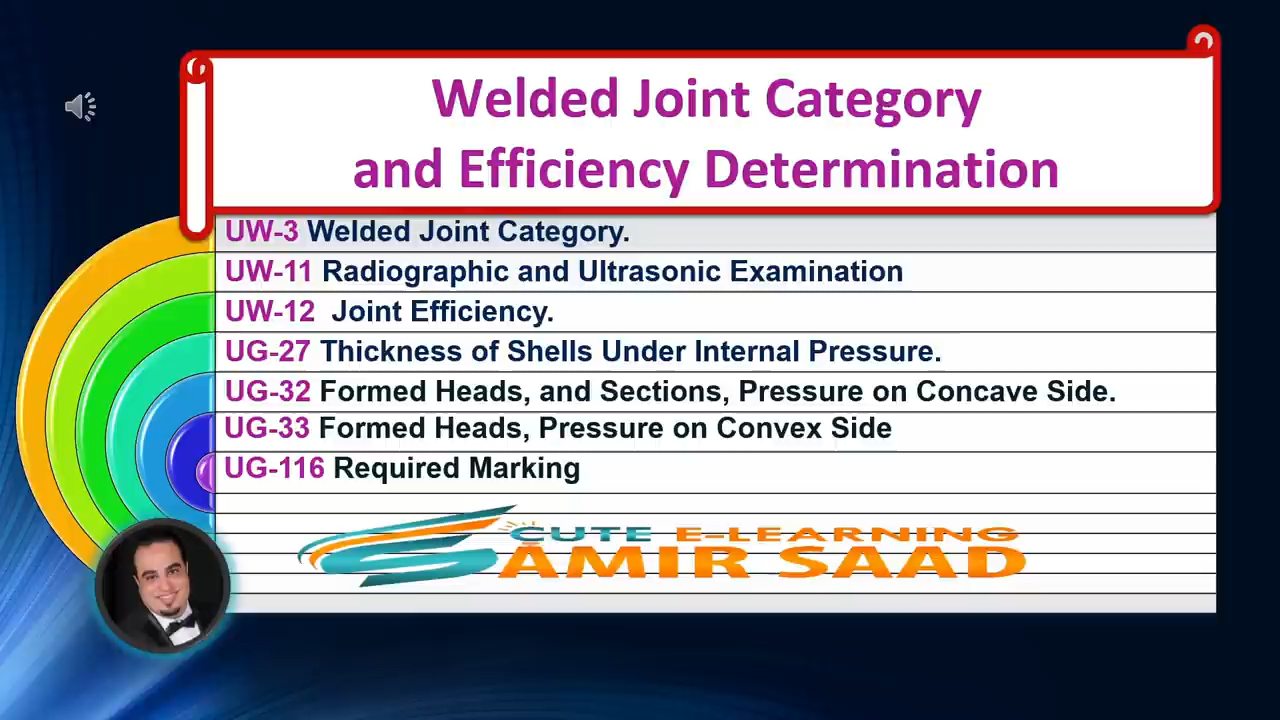 Welded Joint Category
and Efficiency Determination
UW-3 Welded Joint Category.
UW-11 Radiographic and Ultrasonic Examination
UW-12 Joint Efficiency.
UG-27 Thickness of Shells Under Internal Pressure.
UG-32 Formed Heads, and Sections, Pressure on Concave Side.
UG-33 Formed Heads, Pressure on Convex Side
UG-116 Required Marking
CUTE E-LEARNING
SAMIR SAAD